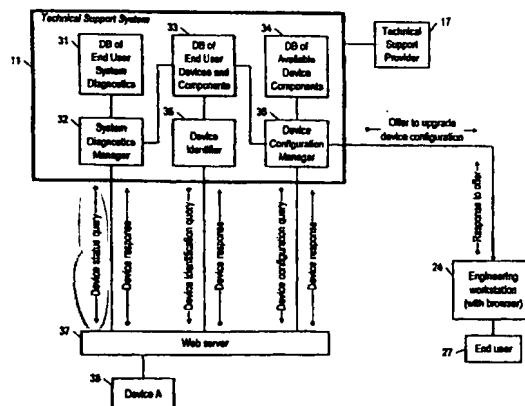 Technical Support System
31
DB of
End User
System
Diagnostics
33
DB of
End User
Devices and
Components
34
DB of
Available
Device
Components
17
Technical
Support
Provider
11
32
System
Diagnostics
Manager
36
Device
Identifier
Device
Configuration
Manager
Offer to upgrade
device configuration
Response to offer
Device status query
Device response
Device identification query
Device response
Device configuration query
Device response
24
Engineering
workstation
(with browser)
27
End user
37
Web server
Device A